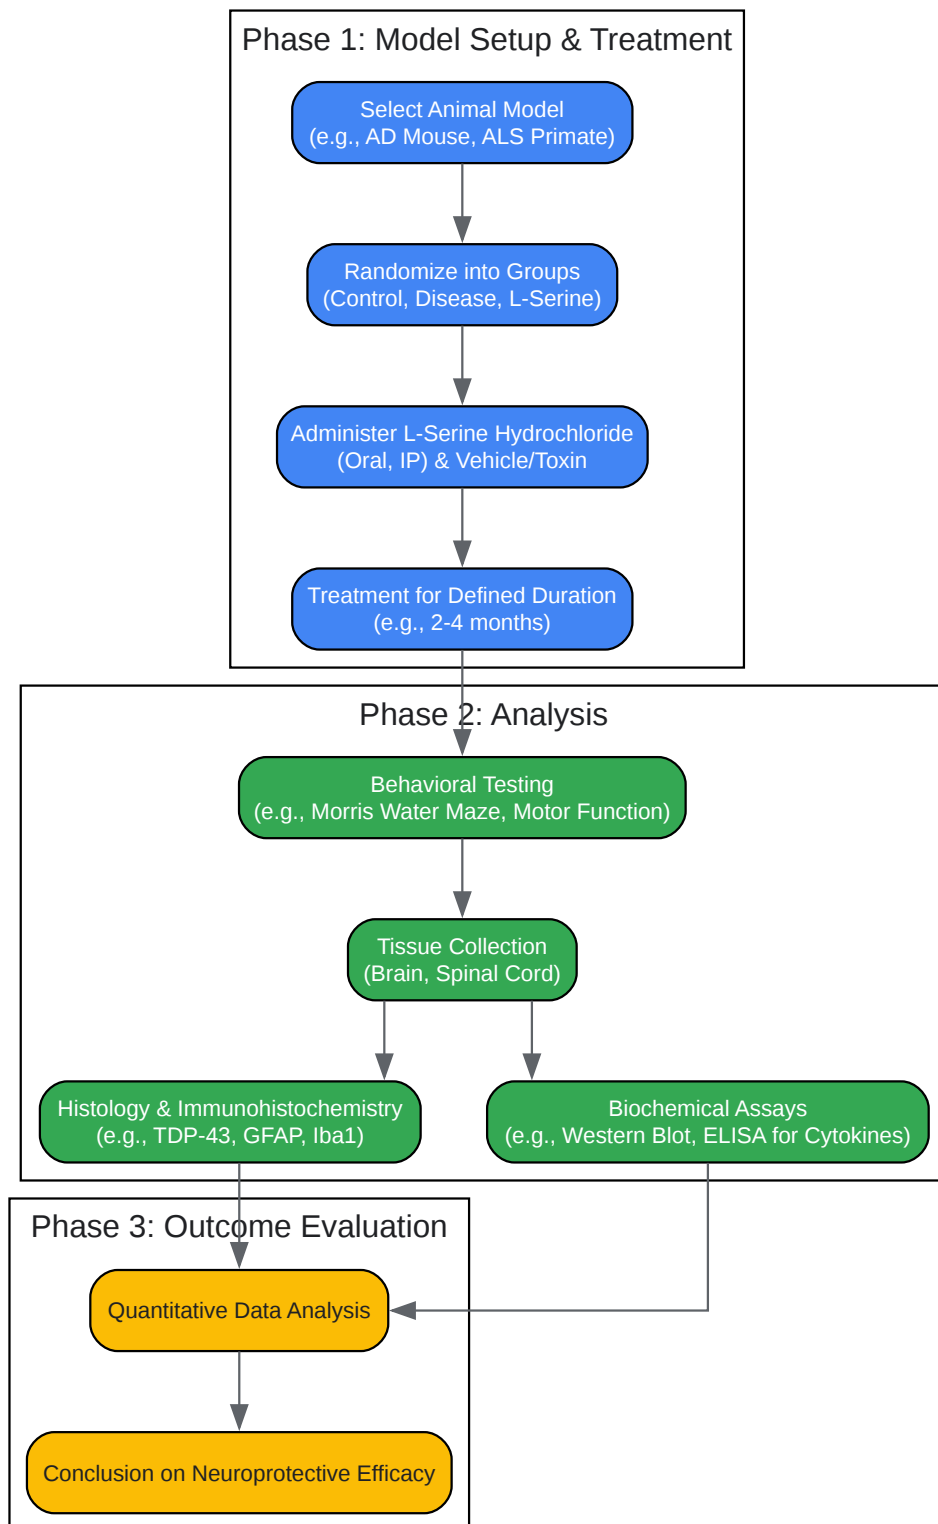 Phase 1: Model Setup & Treatment
Select Animal Model
(e.g., AD Mouse, ALS Primate)
Randomize into Groups
(Control, Disease, L-Serine)
Administer L-Serine Hydrochloride
(Oral, IP) & Vehicle/Toxin
Treatment for Defined Duration
(e.g., 2-4 months)
Phase 2: Analysis
Behavioral Testing
(e.g., Morris Water Maze, Motor Function)
Tissue Collection
(Brain, Spinal Cord)
Histology & Immunohistochemistry
(e.g., TDP-43, GFAP, Iba1)
Biochemical Assays
(e.g., Western Blot, ELISA for Cytokines)
Phase 3: Outcome Evaluation
Quantitative Data Analysis
Conclusion on Neuroprotective Efficacy